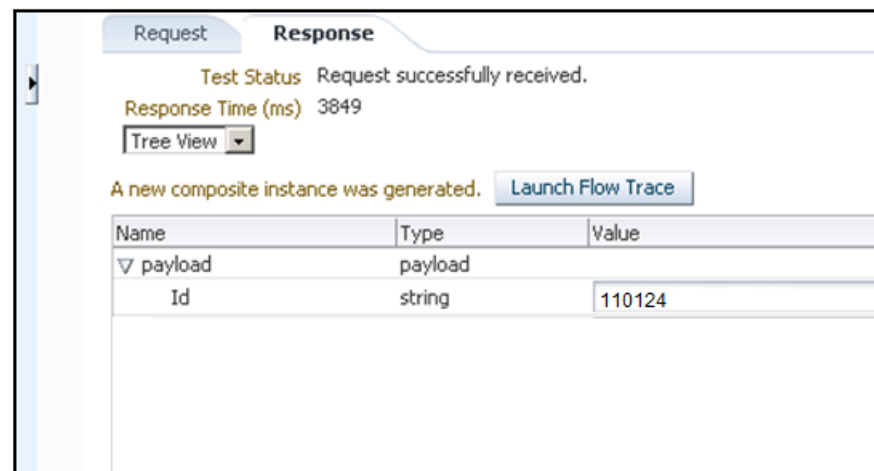 Request Response
Test Status Request successfully received.
Response Time (ms) 3849
Tree View
A new composite instance was generated. Launch Flow Trace
Name Type Value
payload payload
Id string 110124